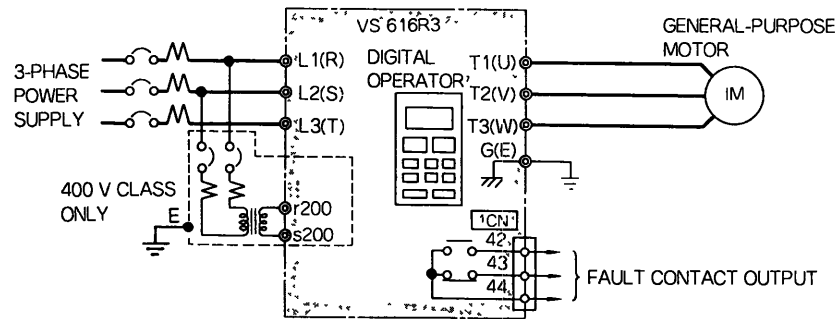 VS 616R3
GENERAL-PURPOSE
MOTOR
L1(R)
DIGITAL
OPERATOR
T1(U)
3-PHASE
POWER
SUPPLY
L2(S)
T2(V)
IM
L3(T)
T3(W)
G(E)
400 V CLASS
ONLY
E
r200
s200
1CN
42
43
44
FAULT CONTACT OUTPUT